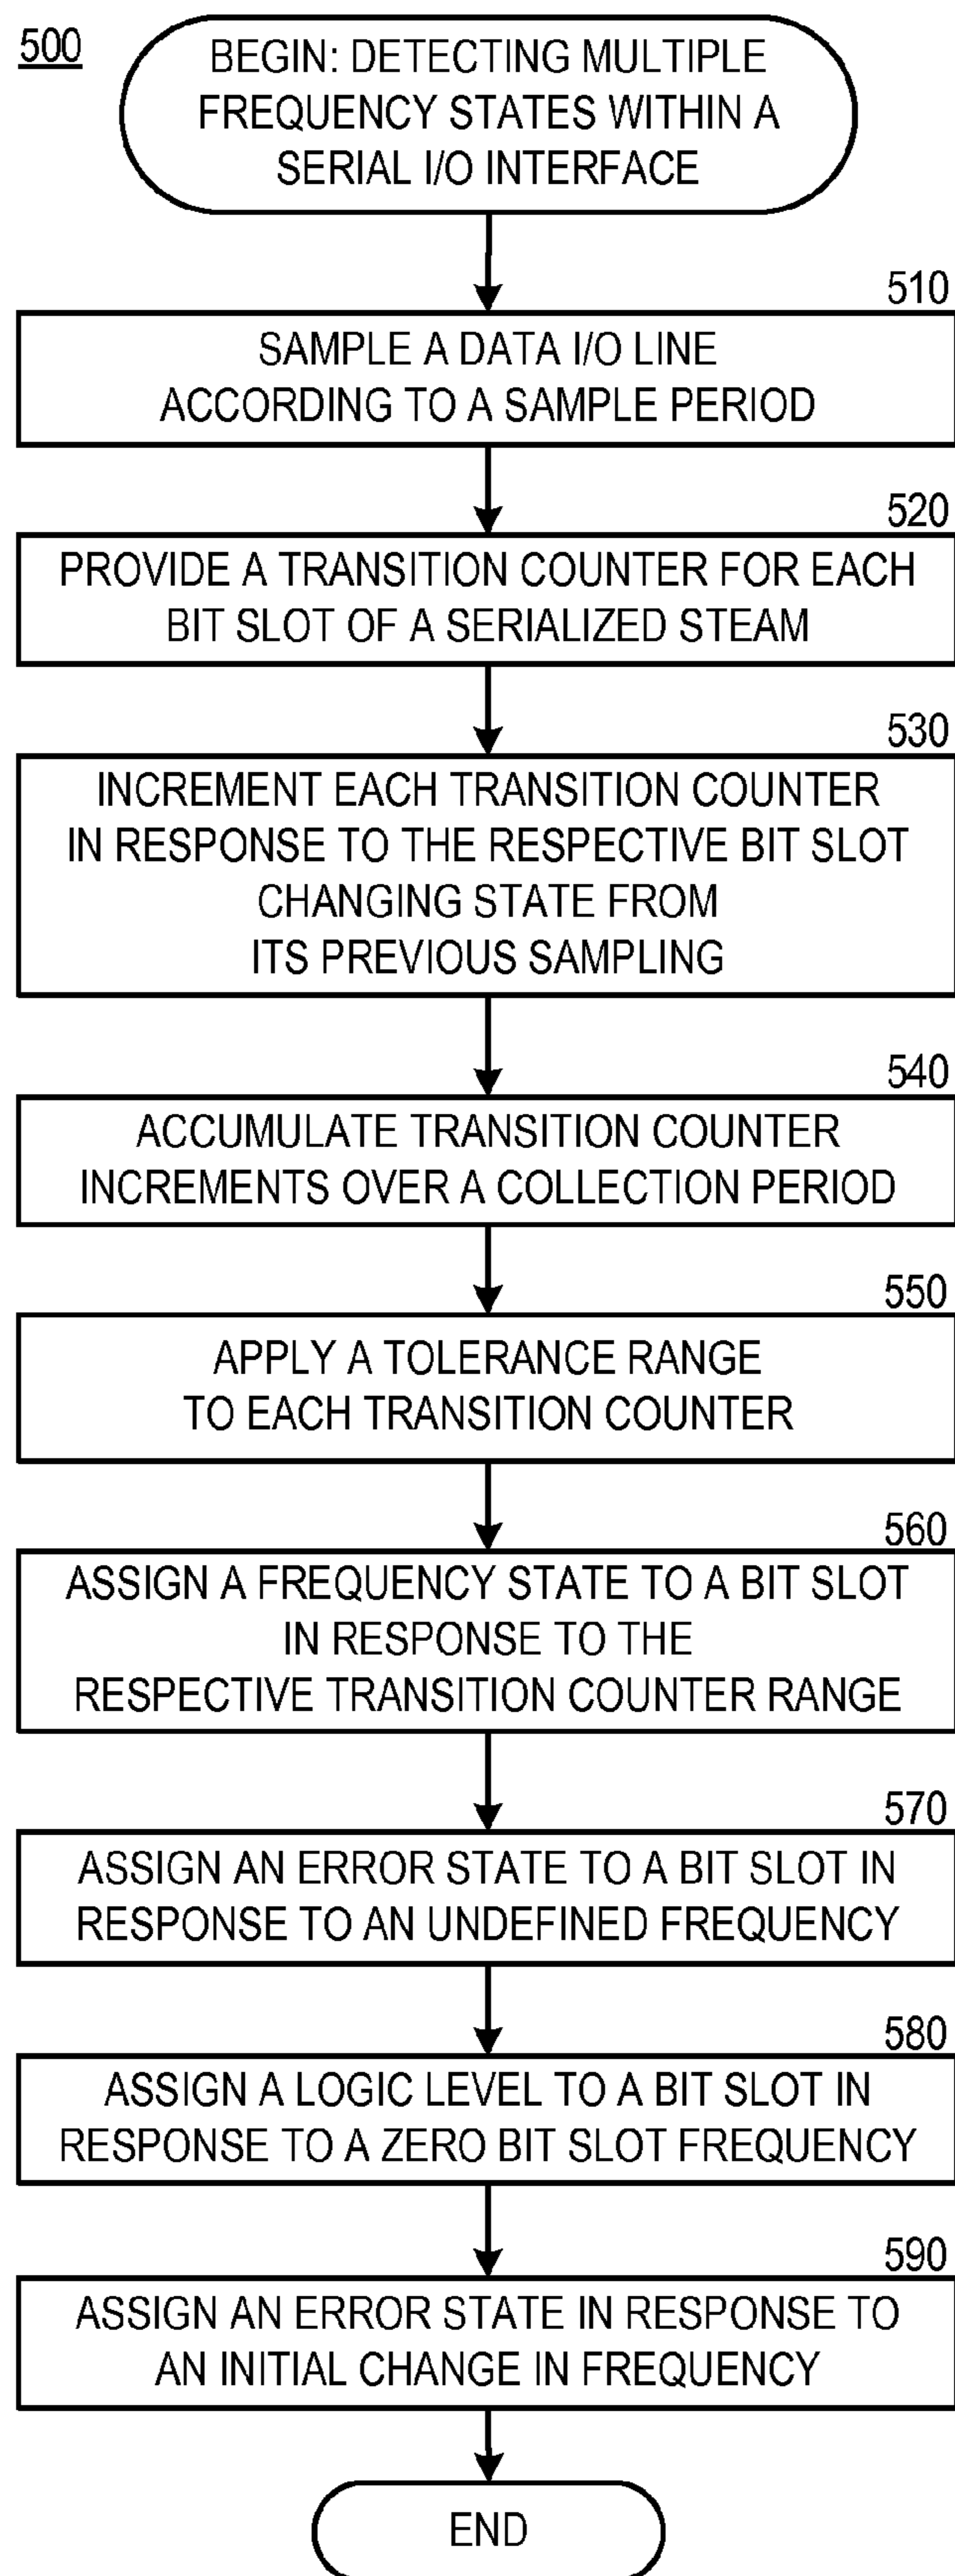 500
BEGIN: DETECTING MULTIPLE
FREQUENCY STATES WITHIN A
SERIAL I/O INTERFACE
510
SAMPLE A DATA I/O LINE
ACCORDING TO A SAMPLE PERIOD
520
PROVIDE A TRANSITION COUNTER FOR EACH
BIT SLOT OF A SERIALIZED STEAM
530
INCREMENT EACH TRANSITION COUNTER
IN RESPONSE TO THE RESPECTIVE BIT SLOT
CHANGING STATE FROM
ITS PREVIOUS SAMPLING
540
ACCUMULATE TRANSITION COUNTER
INCREMENTS OVER A COLLECTION PERIOD
550
APPLY A TOLERANCE RANGE
TO EACH TRANSITION COUNTER
560
ASSIGN A FREQUENCY STATE TO A BIT SLOT
IN RESPONSE TO THE
RESPECTIVE TRANSITION COUNTER RANGE
570
ASSIGN AN ERROR STATE TO A BIT SLOT IN
RESPONSE TO AN UNDEFINED FREQUENCY
580
ASSIGN A LOGIC LEVEL TO A BIT SLOT IN
RESPONSE TO A ZERO BIT SLOT FREQUENCY
590
ASSIGN AN ERROR STATE IN RESPONSE TO
AN INITIAL CHANGE IN FREQUENCY
END